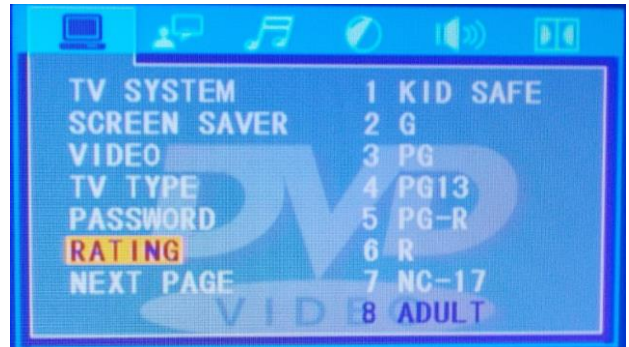 TV SYSTEM 1 KID SAFE
SCREEN SAVER 2 G
VIDEO 3 PG
TV TYPE 4 PG13
PASSWORD 5 PG-R
RATING 6 R
NEXT PAGE 7 NC-17
8 ADULT
DVD
VIDEO